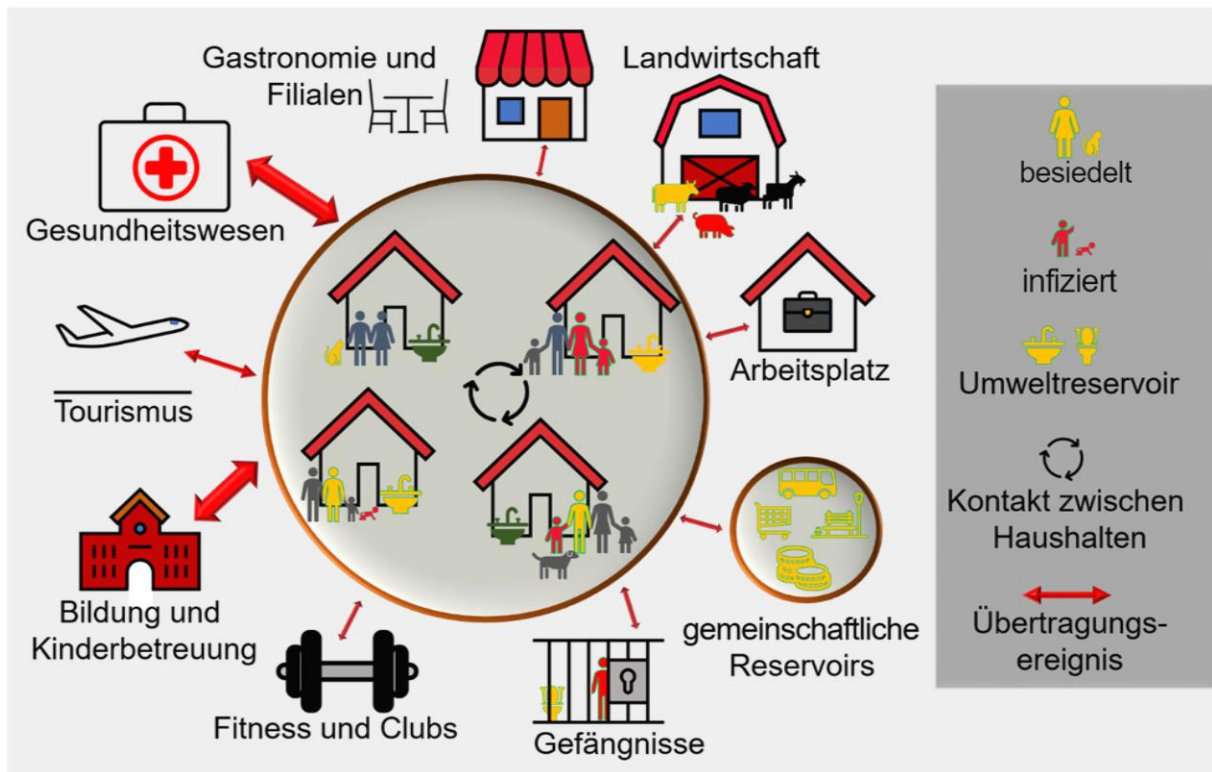 Gastronomie und
Filialen
Landwirtschaft
Gesundheitswesen
Tourismus
Arbeitsplatz
Bildung und
Kinderbetreuung
Fitness und Clubs
Gefängnisse
gemeinschaftliche
Reservoirs
besiedelt
infiziert
Umweltreservoir
Kontakt zwischen
Haushalten
Übertragungs-
ereignis